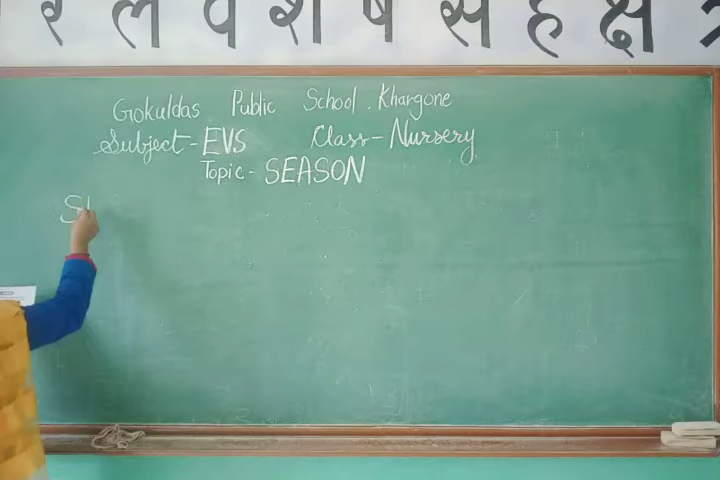 र ल व श ष स ह क्ष
Gokuldas Public School . Khargone
Subject - EVS Class - Nursery
Topic - SEASON